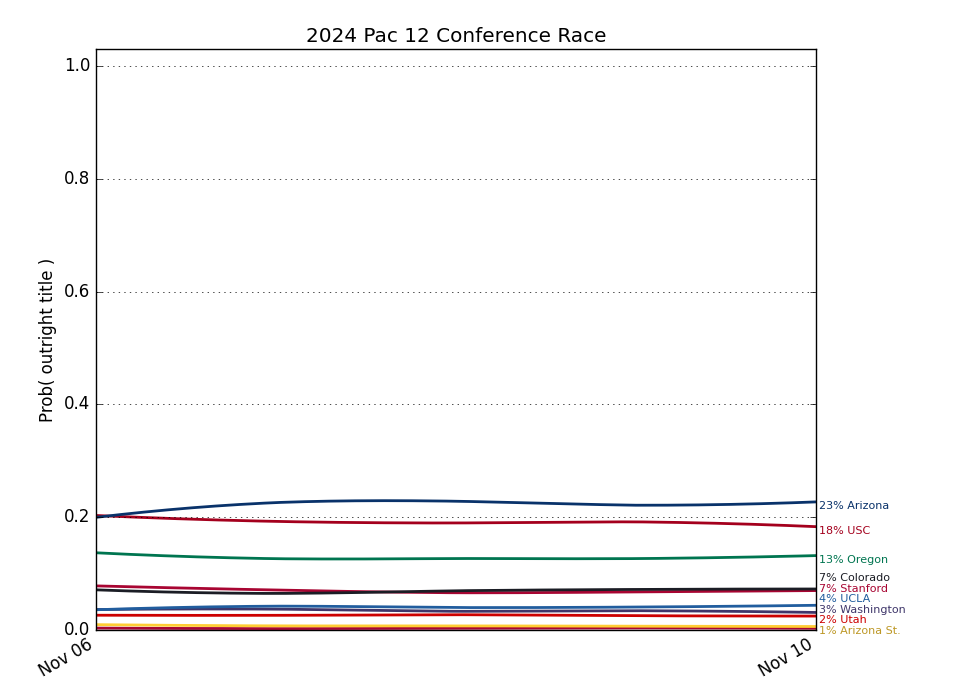 2024 Pac 12 Conference Race
Prob( outright title )
1.0
0.8
0.6
0.4
0.2
0.0
Nov 06
Nov 10
23% Arizona
18% USC
13% Oregon
7% Colorado
7% Stanford
4% UCLA
3% Washington
2% Utah
1% Arizona St.